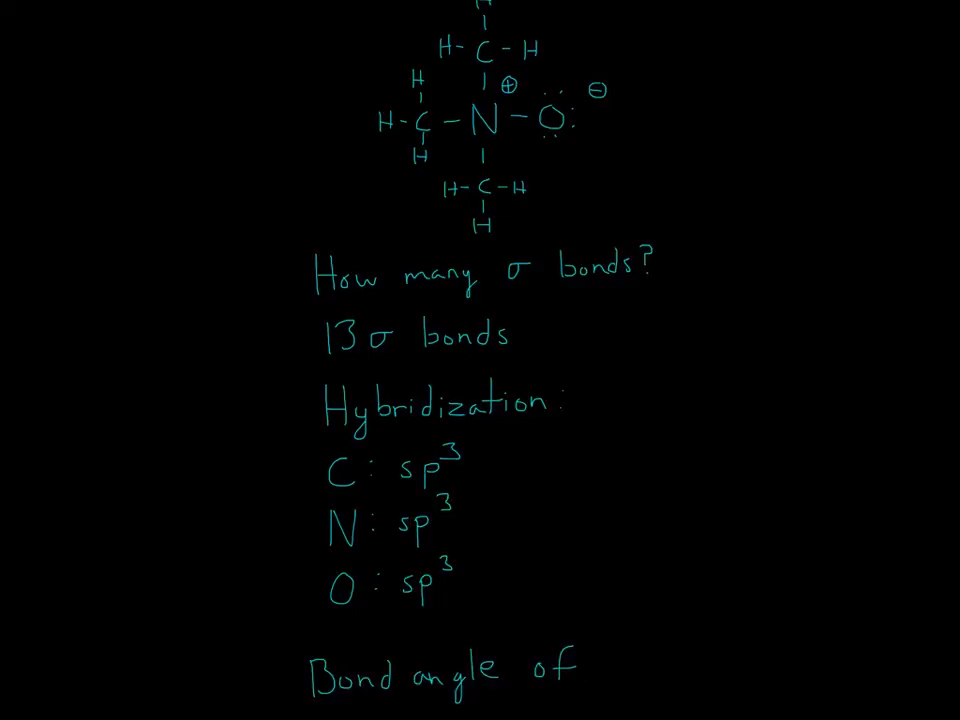 H
H - C - H
H ⊕ ⊖
H - C - N - O:
H
H - C - H
H
How many σ bonds?
13 σ bonds
Hybridization:
C: sp³
N: sp³
O: sp³
Bond angle of